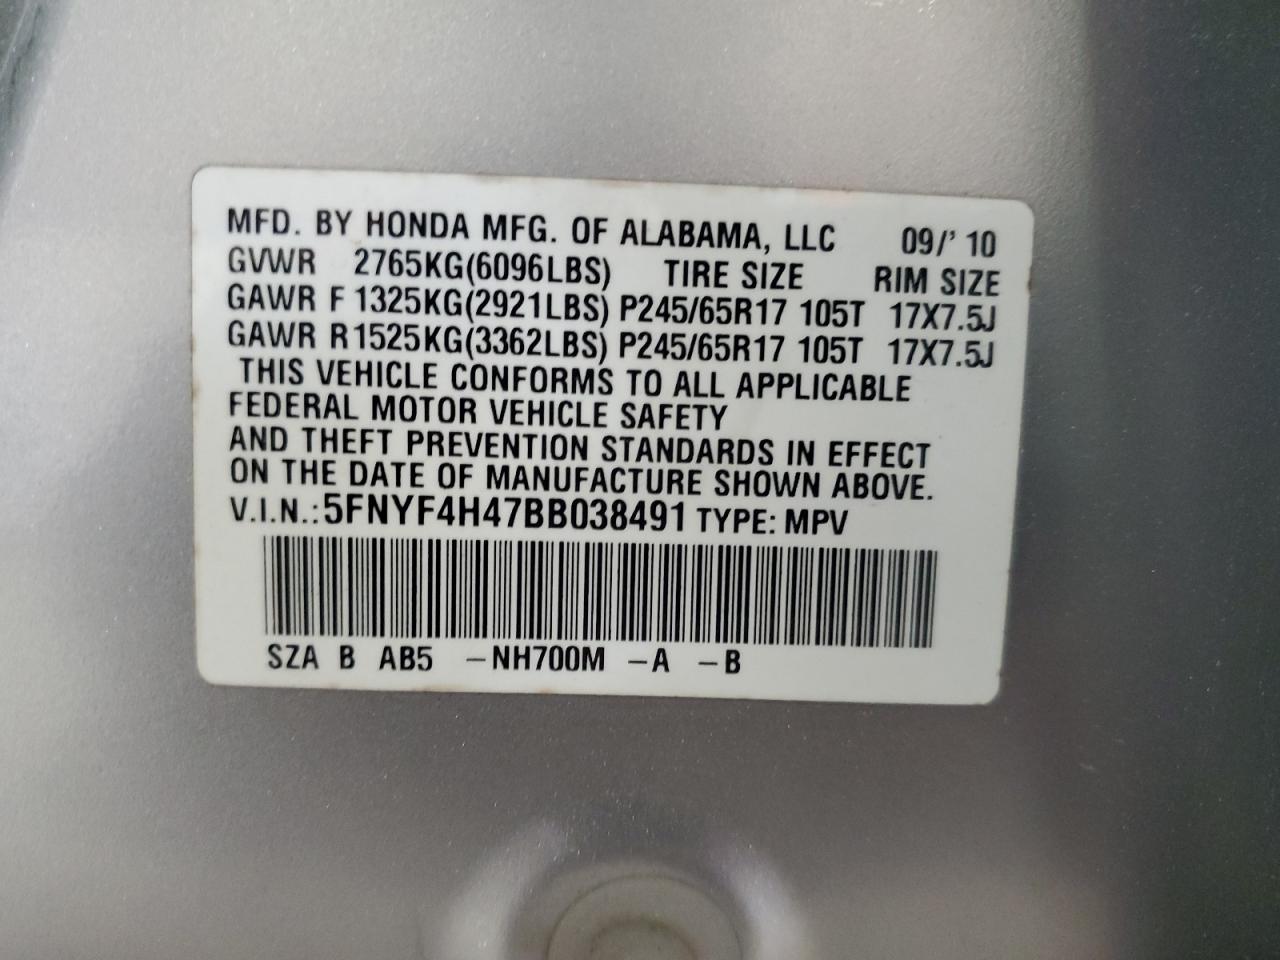 MFD. BY HONDA MFG. OF ALABAMA, LLC 09/' 10
GVWR 2765KG(6096LBS) TIRE SIZE RIM SIZE
GAWR F 1325KG(2921LBS) P245/65R17 105T 17X7.5J
GAWR R 1525KG(3362LBS) P245/65R17 105T 17X7.5J
THIS VEHICLE CONFORMS TO ALL APPLICABLE
FEDERAL MOTOR VEHICLE SAFETY
AND THEFT PREVENTION STANDARDS IN EFFECT
ON THE DATE OF MANUFACTURE SHOWN ABOVE.
V.I.N.: 5FNYF4H47BB038491 TYPE: MPV
SZA B AB5 -NH700M -A -B